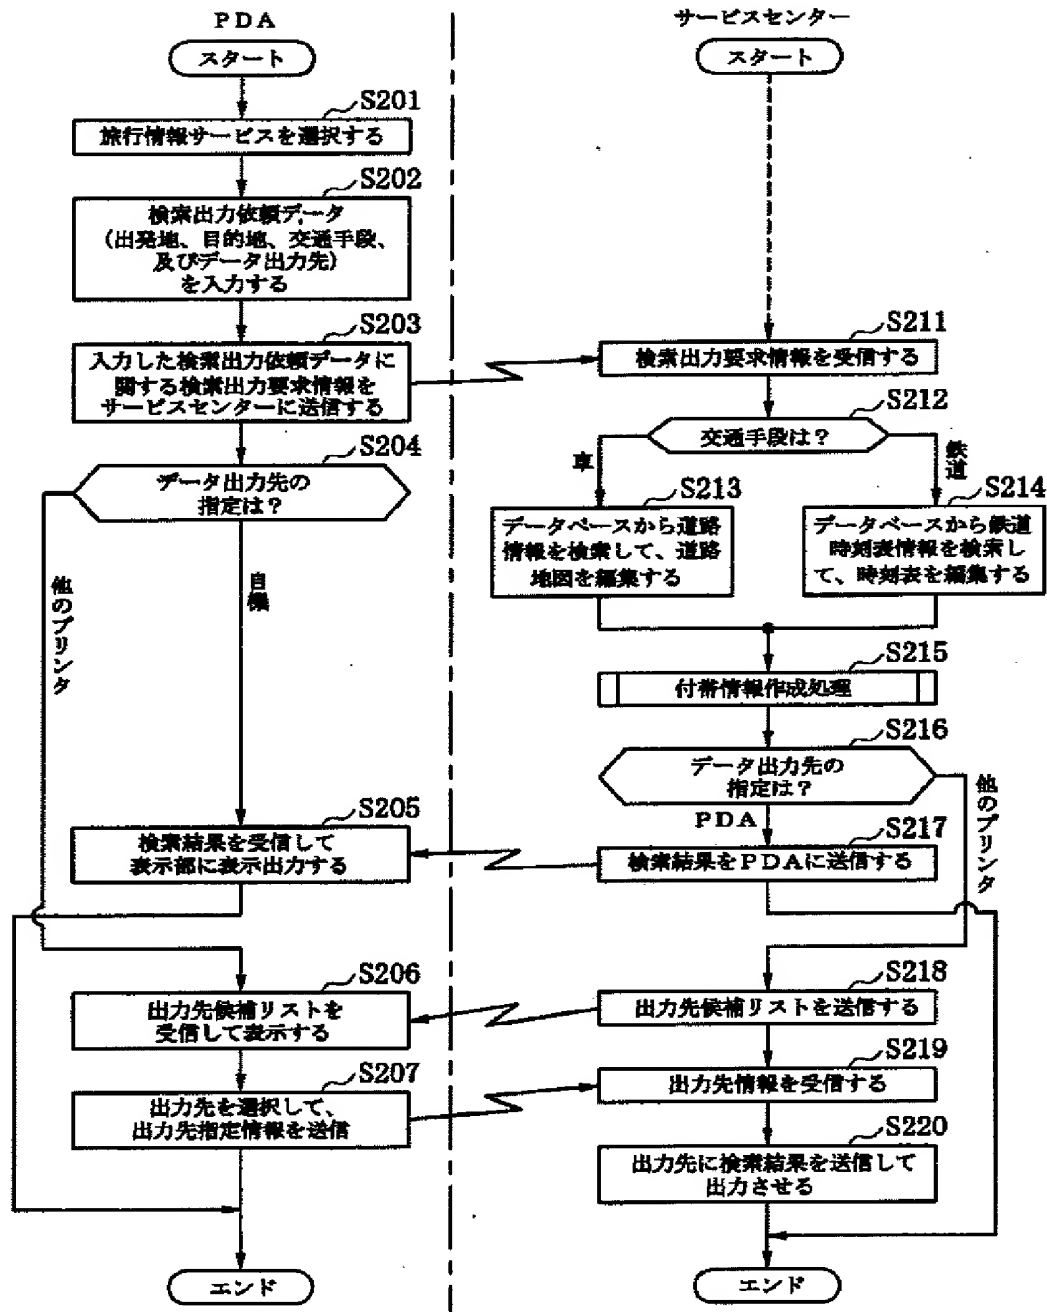 PDA
スタート
S201
旅行情報サービスを選択する
S202
検索出力依頼データ
(出発地、目的地、交通手段、
及びデータ出力先)
を入力する
S203
入力した検索出力依頼データに
関する検索出力要求情報を
サービスセンターに送信する
S204
データ出力先の
指定は?
他のプリンタ
自機
S205
検索結果を受信して
表示部に表示出力する
S206
出力先候補リストを
受信して表示する
S207
出力先を選択して、
出力先指定情報を送信
エンド
サービスセンター
スタート
S211
検索出力要求情報を受信する
S212
交通手段は?
車
鉄道
S213
データベースから道路
情報を検索して、道路
地図を編集する
S214
データベースから鉄道
時刻表情報を検索し
て、時刻表を編集する
S215
付帯情報作成処理
S216
データ出力先の
指定は?
PDA
他のプリンタ
S217
検索結果をPDAに送信する
S218
出力先候補リストを送信する
S219
出力先情報を受信する
S220
出力先に検索結果を送信して
出力させる
エンド